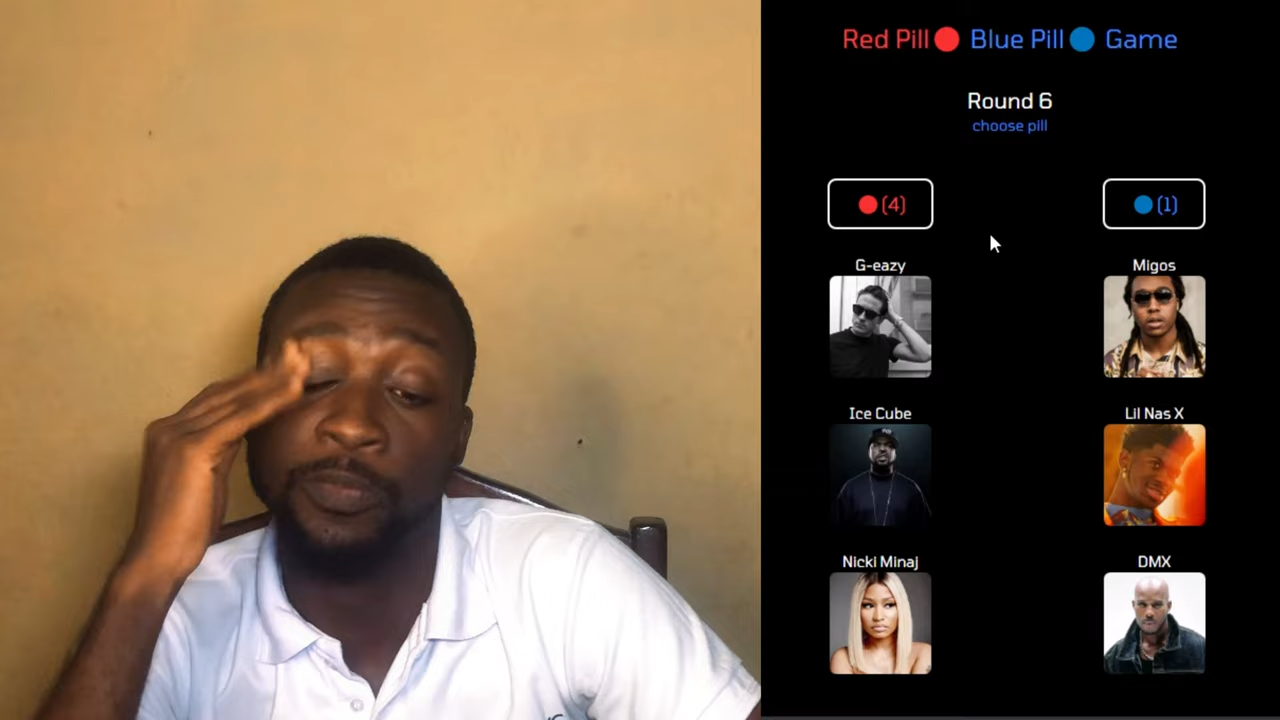 Red Pill Blue Pill Game
Round 6
choose pill
(4)
(1)
G-eazy
Migos
Ice Cube
Lil Nas X
Nicki Minaj
DMX